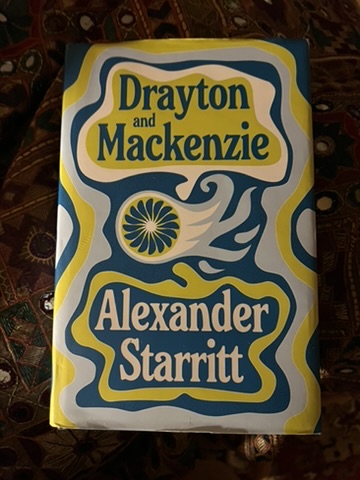 Drayton
and
Mackenzie
Alexander
Starritt